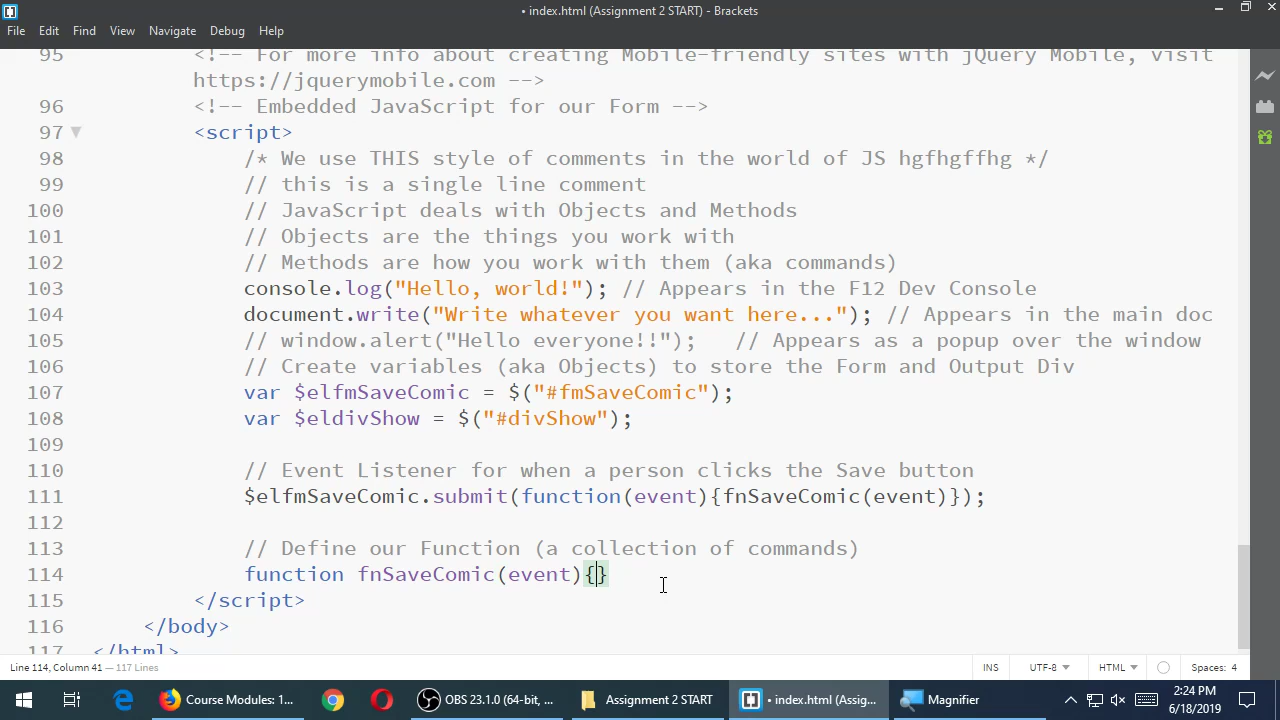 • index.html (Assignment 2 START) - Brackets
File Edit Find View Navigate Debug Help
95 <!-- For more info about creating Mobile-friendly sites with jQuery Mobile, visit
https://jquerymobile.com -->
96 <!-- Embedded JavaScript for our Form -->
97 <script>
98 /* We use THIS style of comments in the world of JS hgfhgffhg */
99 // this is a single line comment
100 // JavaScript deals with Objects and Methods
101 // Objects are the things you work with
102 // Methods are how you work with them (aka commands)
103 console.log("Hello, world!"); // Appears in the F12 Dev Console
104 document.write("Write whatever you want here..."); // Appears in the main doc
105 // window.alert("Hello everyone!!"); // Appears as a popup over the window
106 // Create variables (aka Objects) to store the Form and Output Div
107 var $elfmSaveComic = $("#fmSaveComic");
108 var $eldivShow = $("#divShow");
109
110 // Event Listener for when a person clicks the Save button
111 $elfmSaveComic.submit(function(event){fnSaveComic(event)});
112
113 // Define our Function (a collection of commands)
114 function fnSaveComic(event){}
115 </script>
116 </body>
117 </html>
Line 114, Column 41 — 117 Lines INS UTF-8 HTML Spaces: 4
Course Modules: 1... OBS 23.1.0 (64-bit, ... Assignment 2 START • index.html (Assig... Magnifier 2:24 PM
6/18/2019